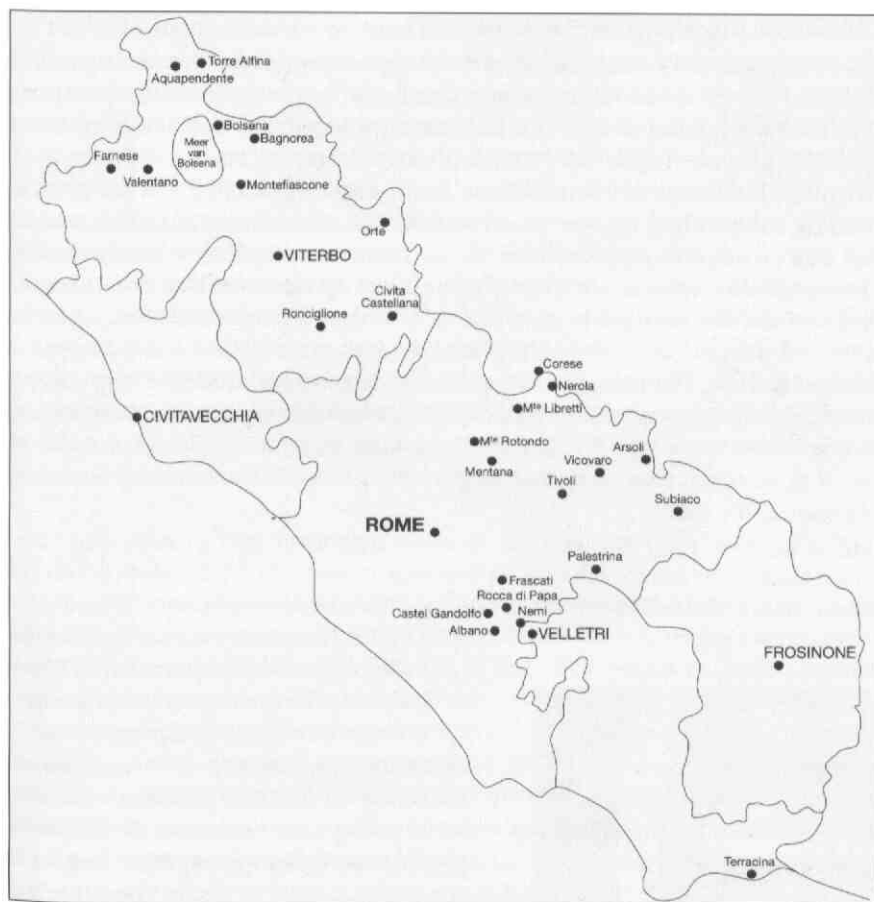 Torre Alfina
Aquapendente
Bolsena
Bagnorea
Meer
van
Bolsena
Farnese
Valentano
Montefiascone
Orte
VITERBO
Civita
Castellana
Ronciglione
Corese
Nerola
Mte Libretti
CIVITAVECCHIA
Mte Rotondo
Mentana
Vicovaro
Arsoli
Tivoli
Subiaco
ROME
Palestrina
Frascati
Rocca di Papa
Castel Gandolfo
Nemi
Albano
VELLETRI
FROSINONE
Terracina